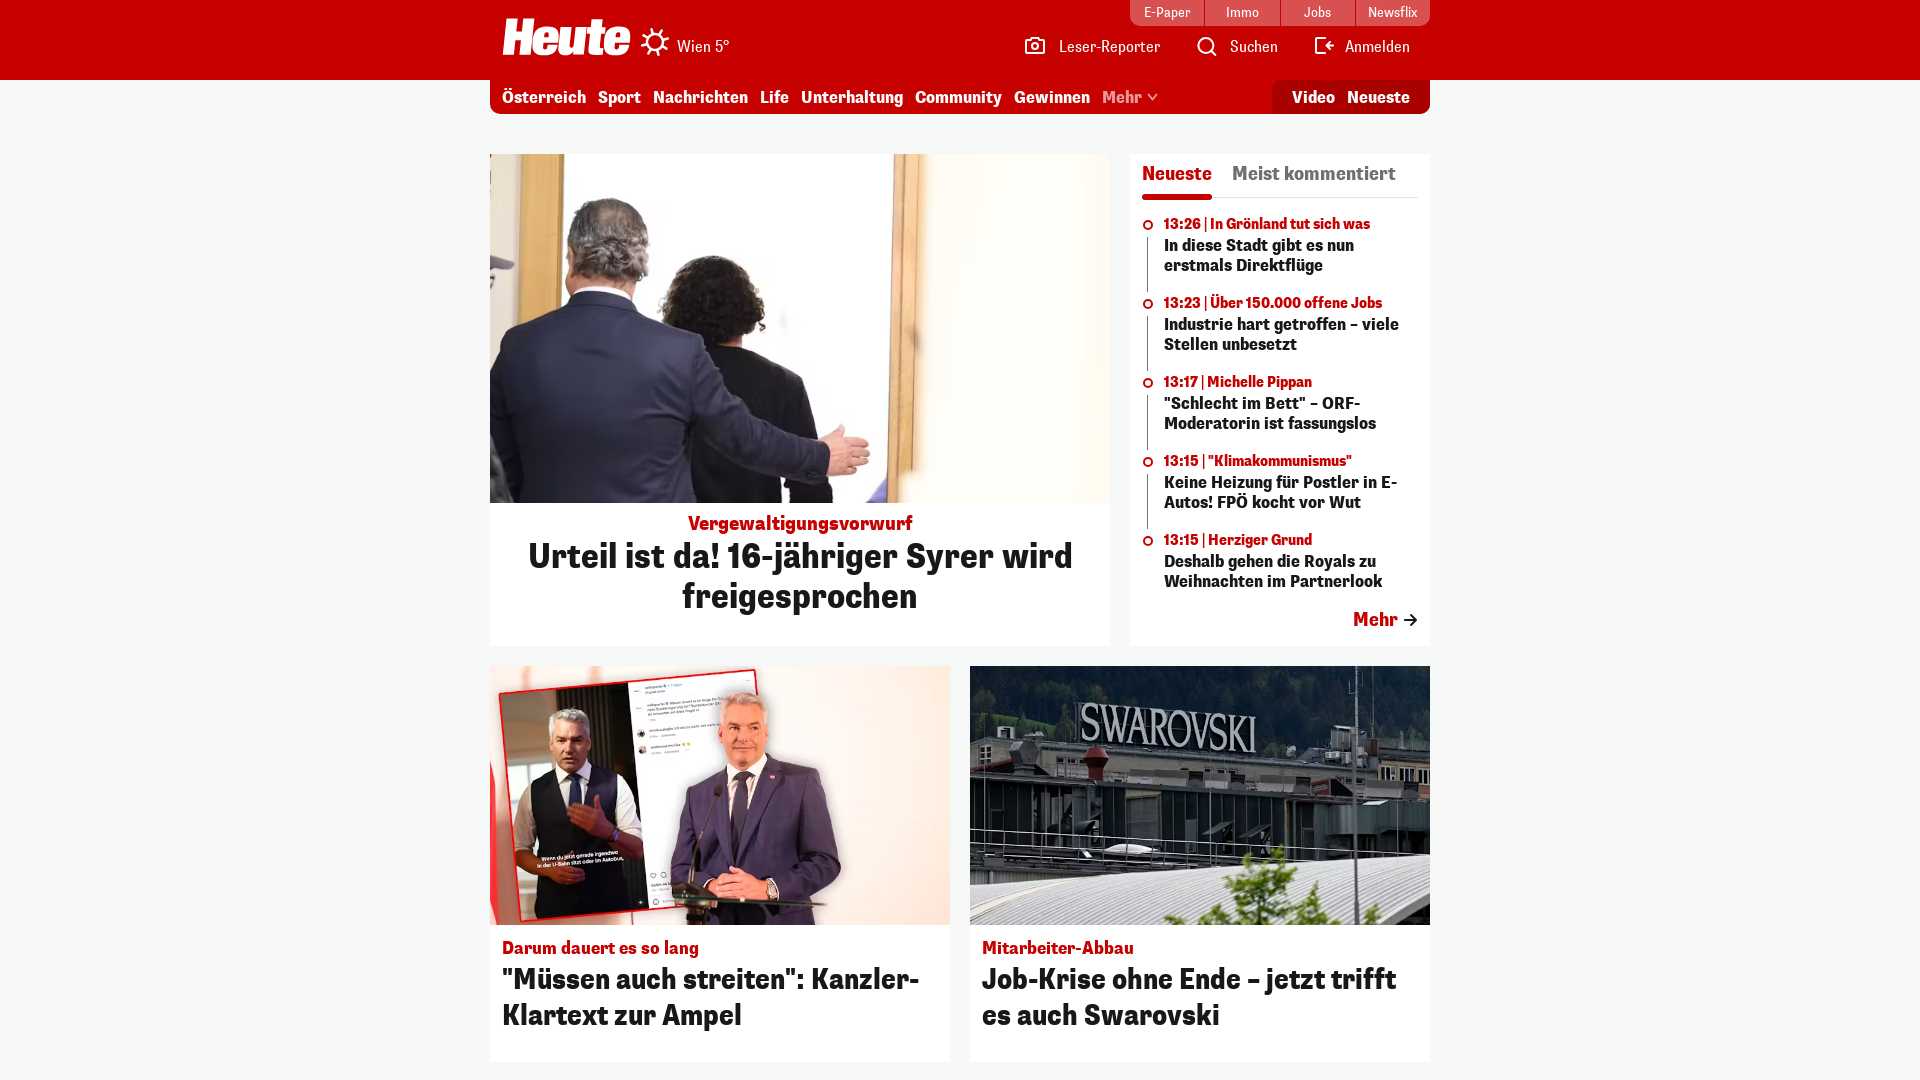 E-Paper
Immo
Jobs
Newsflix
Heute
Wien 5°
Leser-Reporter
Suchen
Anmelden
Österreich
Sport
Nachrichten
Life
Unterhaltung
Community
Gewinnen
Mehr
Video
Neueste
Vergewaltigungsvorwurf
Urteil ist da! 16-jähriger Syrer wird
freigesprochen
Neueste
Meist kommentiert
13:26 | In Grönland tut sich was
In diese Stadt gibt es nun
erstmals Direktflüge
13:23 | Über 150.000 offene Jobs
Industrie hart getroffen – viele
Stellen unbesetzt
13:17 | Michelle Pippan
"Schlecht im Bett" – ORF-
Moderatorin ist fassungslos
13:15 | "Klimakommunismus"
Keine Heizung für Postler in E-
Autos! FPÖ kocht vor Wut
13:15 | Herziger Grund
Deshalb gehen die Royals zu
Weihnachten im Partnerlook
Mehr
Wenn du jetzt gerade irgendwo
in der U-Bahn sitzt oder im Autobus,
Darum dauert es so lang
"Müssen auch streiten": Kanzler-
Klartext zur Ampel
SWAROVSKI
Mitarbeiter-Abbau
Job-Krise ohne Ende – jetzt trifft
es auch Swarovski